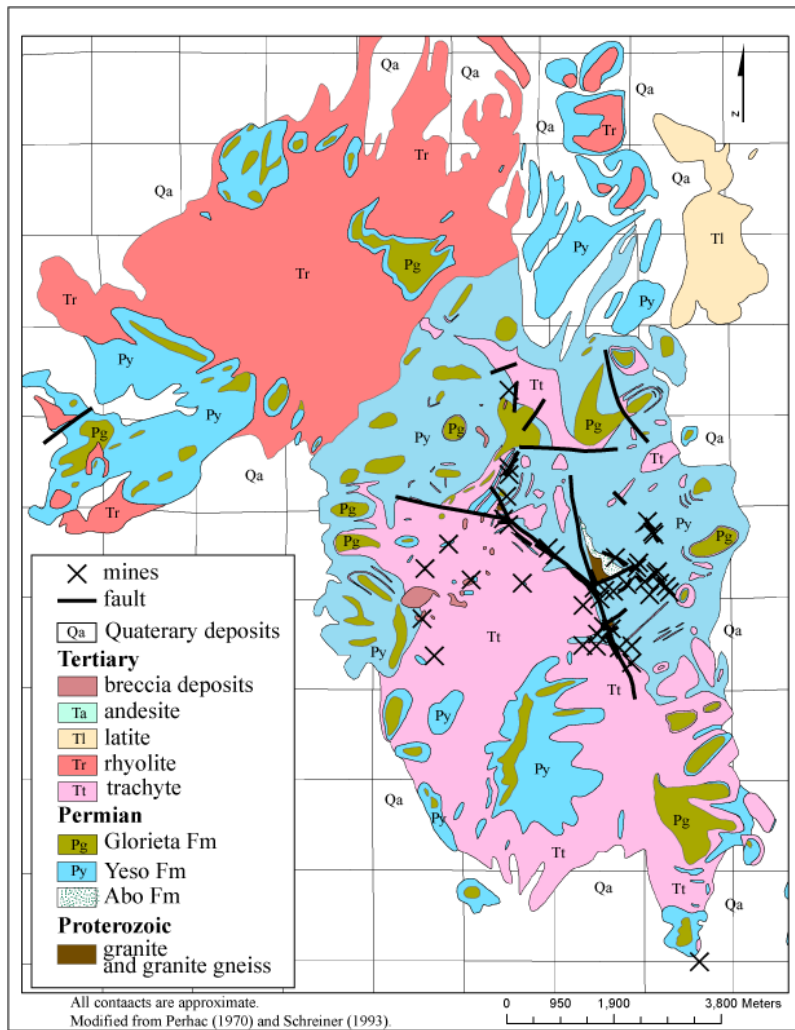 Qa
Qa
Qa
Qa
Tr
Qa
Tr
Qa
Qa
N
Tl
Py
Pg
Tr
Py
Tr
Py
Py
Pg
Qa
Tt
Pg
Py
Pg
Tt
Qa
Tr
Py
Pg
Pg
Pg
Qa
Tt
Py
Tt
Py
Py
Qa
Py
Pg
Tt
Tt
Qa
Qa
mines
fault
Qa Quaterary deposits
Tertiary
breccia deposits
Ta andesite
Tl latite
Tr rhyolite
Tt trachyte
Permian
Pg Glorieta Fm
Py Yeso Fm
Abo Fm
Proterozoic
granite
and granite gneiss
All contaacts are approximate.
Modified from Perhac (1970) and Schreiner (1993).
0 950 1,900 3,800 Meters